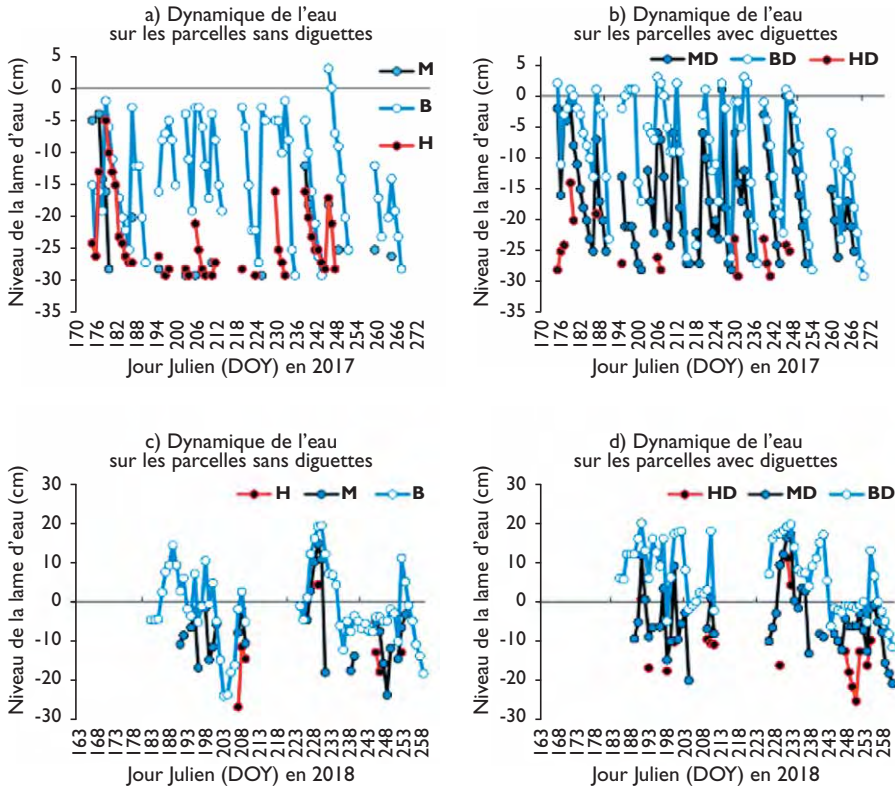 a) Dynamique de l'eau
sur les parcelles sans diguettes
Niveau de la lame d'eau (cm)
5
0
-5
-10
-15
-20
-25
-30
-35
M
B
H
170 176 182 188 194 200 206 212 218 224 230 236 242 248 254 260 266 272
Jour Julien (DOY) en 2017
b) Dynamique de l'eau
sur les parcelles avec diguettes
MD BD HD
Niveau de la lame d'eau (cm)
5
0
-5
-10
-15
-20
-25
-30
-35
170 176 182 188 194 200 206 212 218 224 230 236 242 248 254 260 266 272
Jour Julien (DOY) en 2017
c) Dynamique de l'eau
sur les parcelles sans diguettes
H M B
Niveau de la lame d'eau (cm)
30
20
10
0
-10
-20
-30
163 168 173 178 183 188 193 198 203 208 213 218 223 228 233 238 243 248 253 258
Jour Julien (DOY) en 2018
d) Dynamique de l'eau
sur les parcelles avec diguettes
HD MD BD
Niveau de la lame d'eau (cm)
30
20
10
0
-10
-20
-30
163 168 173 178 183 188 193 198 203 208 213 218 223 228 233 238 243 248 253 258
Jour Julien (DOY) en 2018